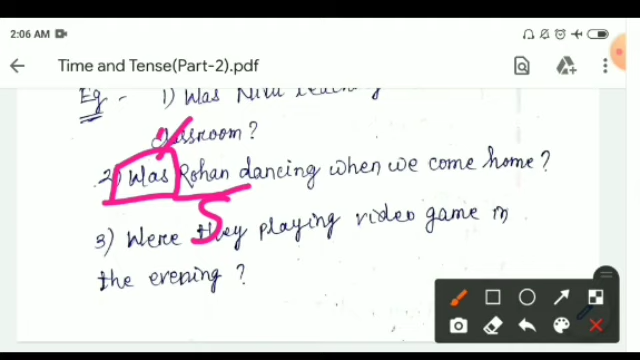 2:06 AM
Time and Tense(Part-2).pdf
Eg - 1) Was
classroom?
2) Was Rohan dancing when we come home?
S
3) Were they playing video game in
the evening?